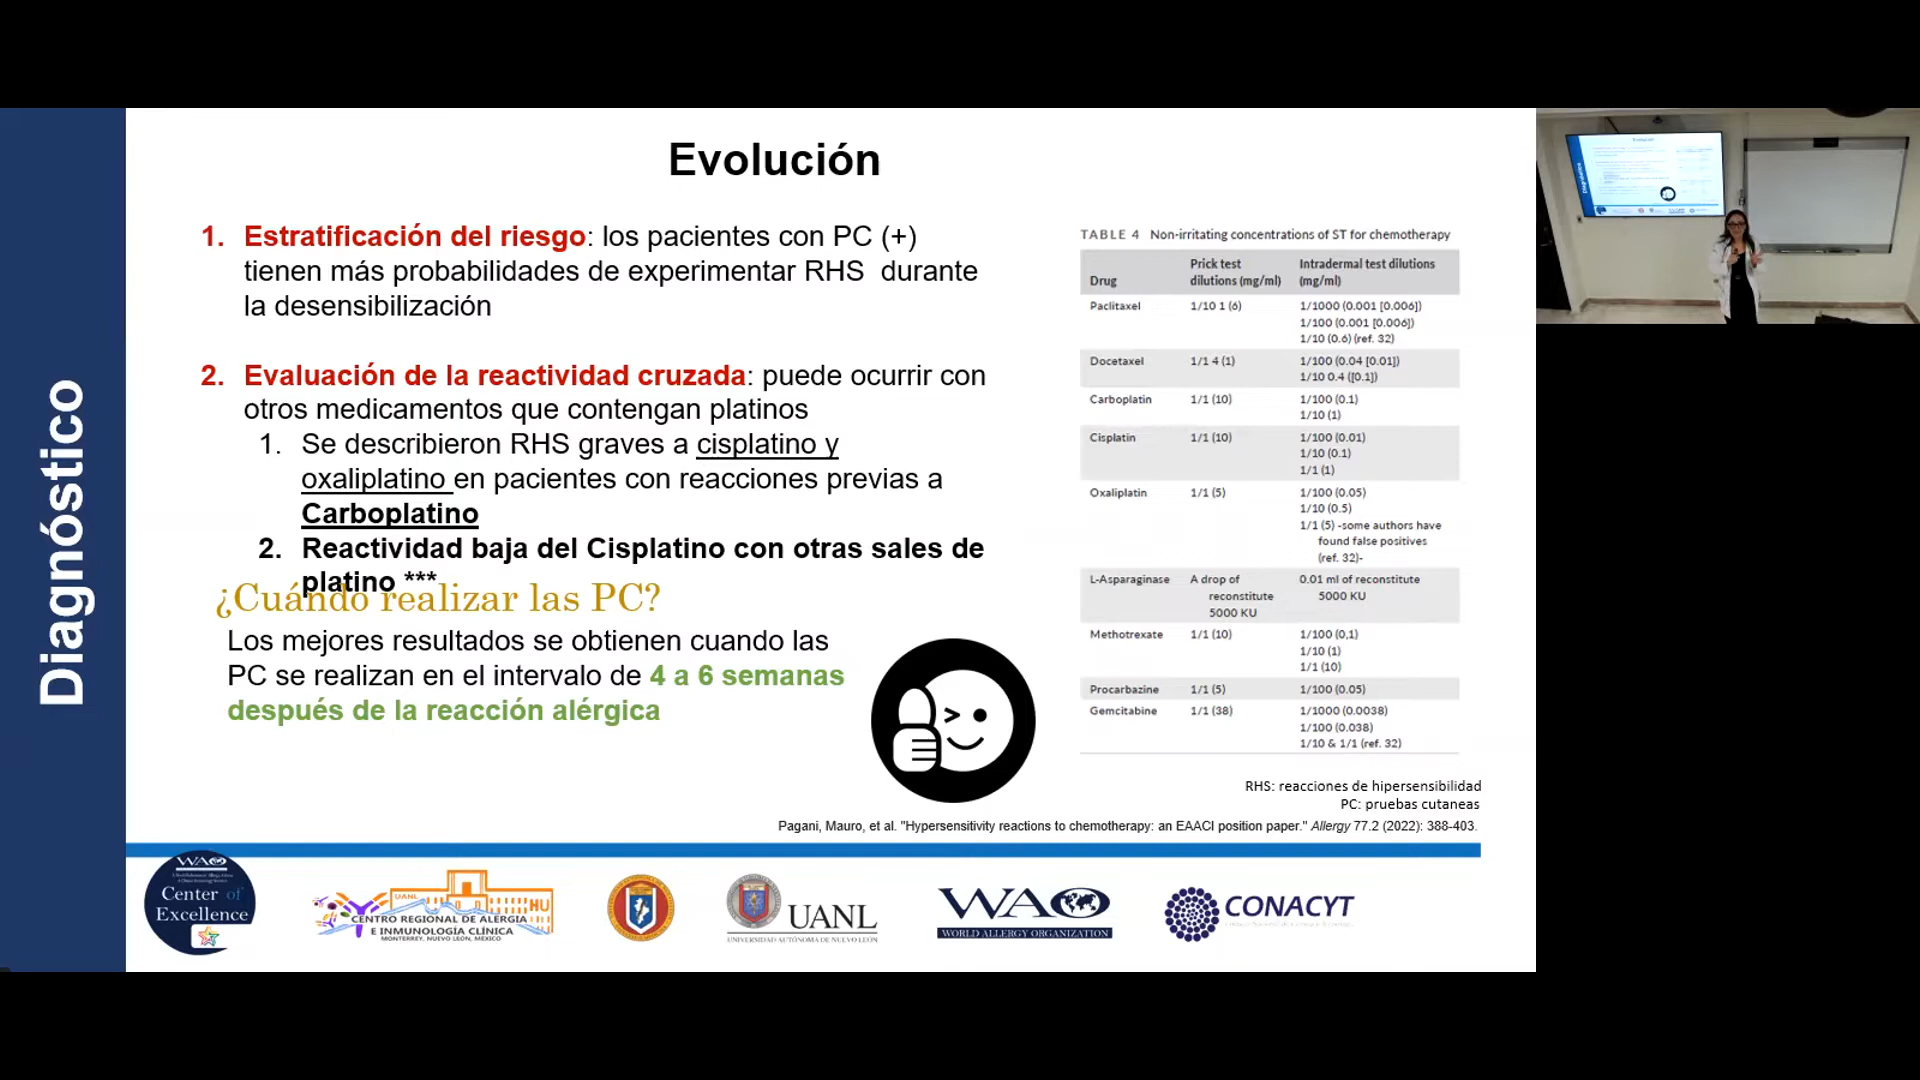 Diagnóstico
Evolución
1. Estratificación del riesgo: los pacientes con PC (+)
tienen más probabilidades de experimentar RHS durante
la desensibilización
2. Evaluación de la reactividad cruzada: puede ocurrir con
otros medicamentos que contengan platinos
1. Se describieron RHS graves a cisplatino y
oxaliplatino en pacientes con reacciones previas a
Carboplatino
2. Reactividad baja del Cisplatino con otras sales de
platino ***
¿Cuándo realizar las PC?
Los mejores resultados se obtienen cuando las
PC se realizan en el intervalo de 4 a 6 semanas
después de la reacción alérgica
TABLE 4 Non-irritating concentrations of ST for chemotherapy
Drug Prick test dilutions (mg/ml) Intradermal test dilutions (mg/ml)
Paclitaxel 1/10 1 (6) 1/1000 (0.001 [0.006])
1/100 (0.001 [0.006])
1/10 (0.6) (ref. 32)
Docetaxel 1/1 4 (1) 1/100 (0.04 [0.01])
1/10 0.4 ([0.1])
Carboplatin 1/1 (10) 1/100 (0.1)
1/10 (1)
Cisplatin 1/1 (10) 1/100 (0.01)
1/10 (0.1)
1/1 (1)
Oxaliplatin 1/1 (5) 1/100 (0.05)
1/10 (0.5)
1/1 (5) -some authors have
found false positives
(ref. 32)-
L-Asparaginase A drop of reconstitute 5000 KU 0.01 ml of reconstitute 5000 KU
Methotrexate 1/1 (10) 1/100 (0,1)
1/10 (1)
1/1 (10)
Procarbazine 1/1 (5) 1/100 (0.05)
Gemcitabine 1/1 (38) 1/1000 (0.0038)
1/100 (0.038)
1/10 & 1/1 (ref. 32)
RHS: reacciones de hipersensibilidad
PC: pruebas cutaneas
Pagani, Mauro, et al. "Hypersensitivity reactions to chemotherapy: an EAACI position paper." Allergy 77.2 (2022): 388-403.
WAO
Center of
Excellence
UANL
HU
CENTRO REGIONAL DE ALERGIA
E INMUNOLOGÍA CLÍNICA
MONTERREY, NUEVO LEÓN, MÉXICO
UANL
UNIVERSIDAD AUTÓNOMA DE NUEVO LEÓN
WAO
WORLD ALLERGY ORGANIZATION
CONACYT